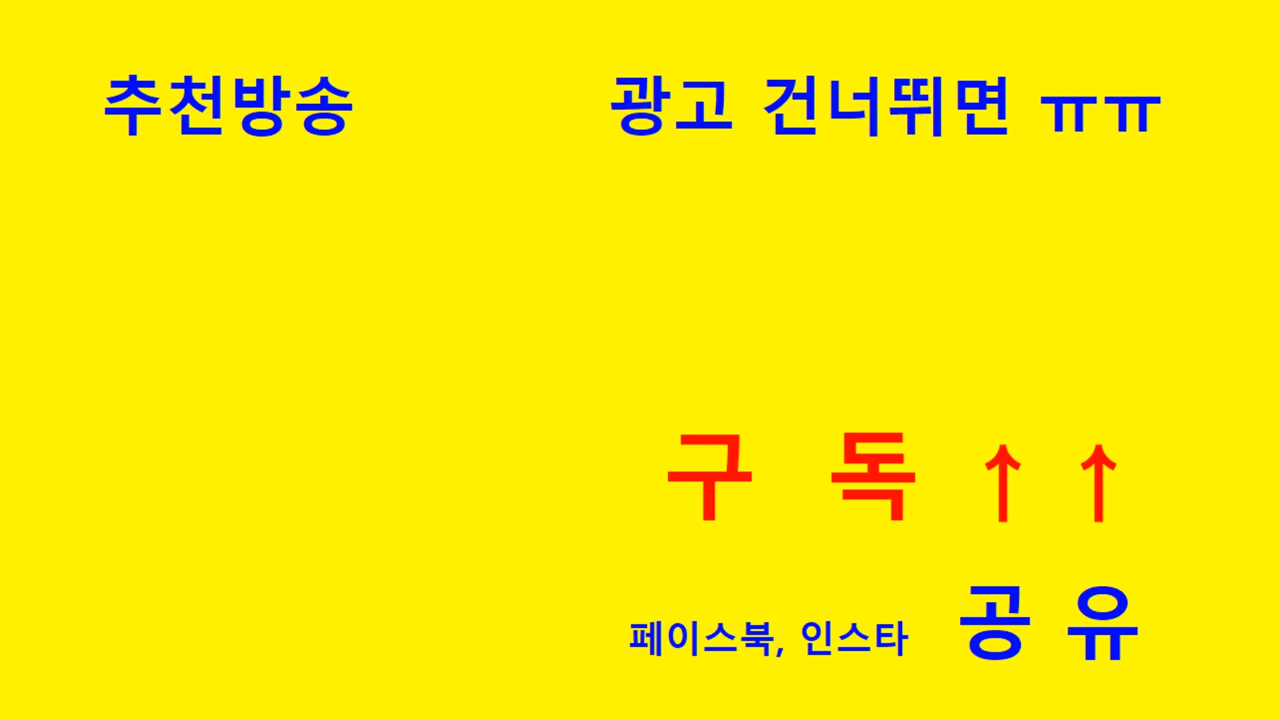 추천방송
광고 건너뛰면 ㅠㅠ
구 독 ↑ ↑
페이스북, 인스타 공 유